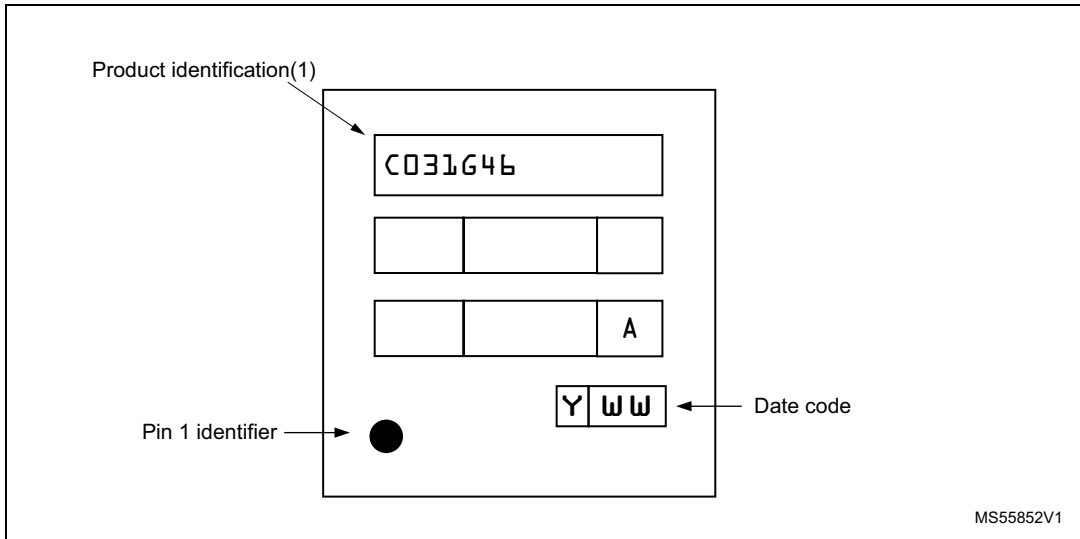 Product identification(1)
C031G46
A
Y WW
Date code
Pin 1 identifier
MS55852V1